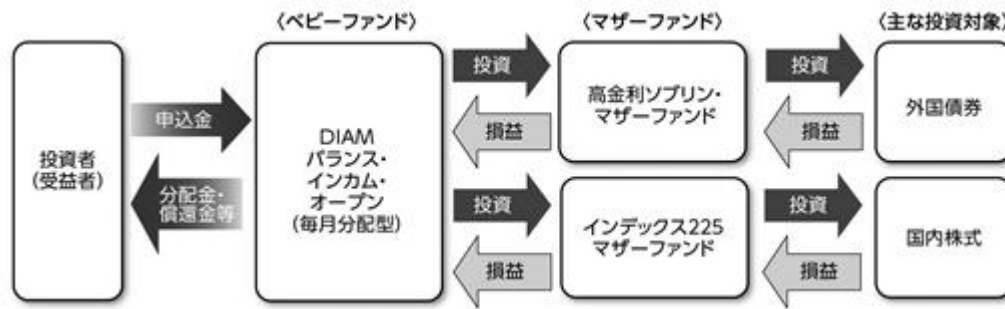 〈ベビーファンド〉
〈マザーファンド〉
〈主な投資対象〉
投資者
(受益者)
申込金
分配金・
償還金等
DIAM
バランス・
インカム・
オープン
(毎月分配型)
投資
損益
高金利ソブリン・
マザーファンド
投資
損益
外国債券
投資
損益
インデックス225
マザーファンド
投資
損益
国内株式